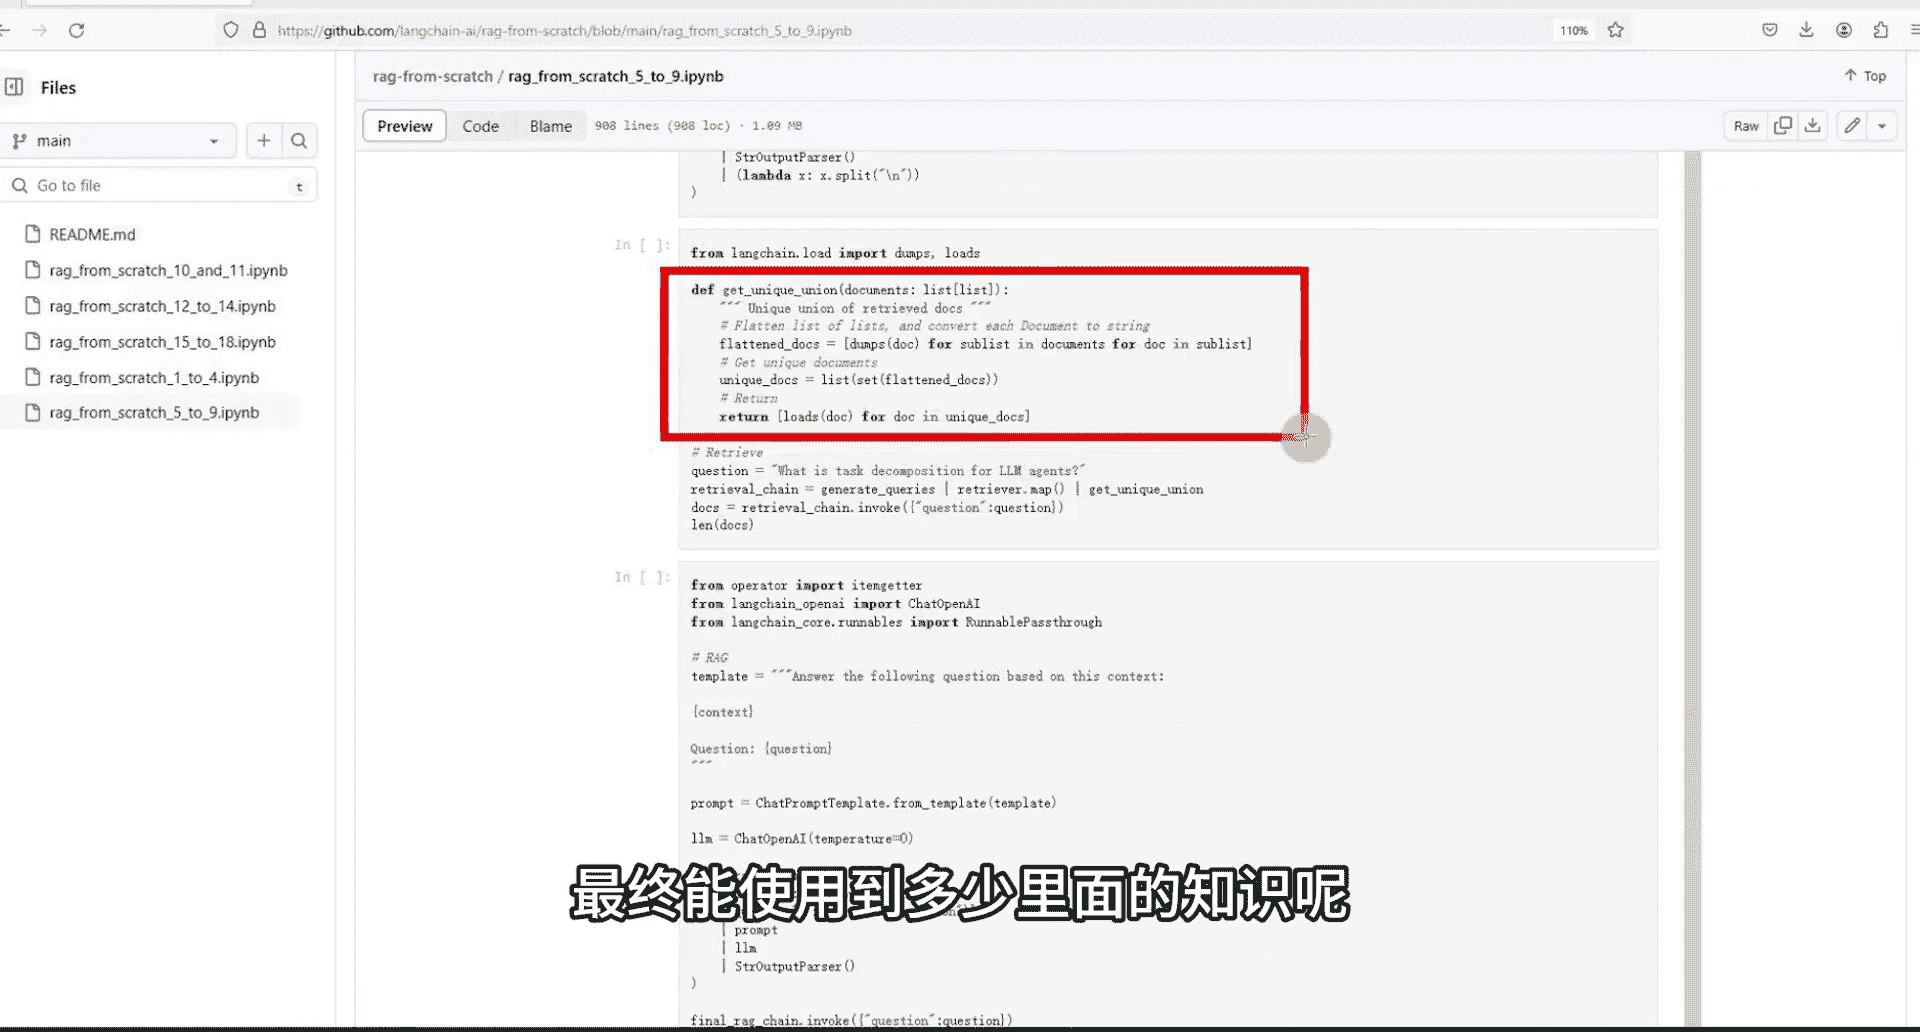 https://github.com/langchain-ai/rag-from-scratch/blob/main/rag_from_scratch_5_to_9.ipynb
110%
Files
main
Go to file
t
README.md
rag_from_scratch_10_and_11.ipynb
rag_from_scratch_12_to_14.ipynb
rag_from_scratch_15_to_18.ipynb
rag_from_scratch_1_to_4.ipynb
rag_from_scratch_5_to_9.ipynb
rag-from-scratch / rag_from_scratch_5_to_9.ipynb
Top
Preview Code Blame 908 lines (908 loc) · 1.09 MB
Raw
| StrOutputParser()
| (lambda x: x.split("\n"))
)
In [ ]:
from langchain.load import dumps, loads
def get_unique_union(documents: list[list]):
""" Unique union of retrieved docs """
# Flatten list of lists, and convert each Document to string
flattened_docs = [dumps(doc) for sublist in documents for doc in sublist]
# Get unique documents
unique_docs = list(set(flattened_docs))
# Return
return [loads(doc) for doc in unique_docs]
# Retrieve
question = "What is task decomposition for LLM agents?"
retrieval_chain = generate_queries | retriever.map() | get_unique_union
docs = retrieval_chain.invoke({"question":question})
len(docs)
In [ ]:
from operator import itemgetter
from langchain_openai import ChatOpenAI
from langchain_core.runnables import RunnablePassthrough
# RAG
template = """Answer the following question based on this context:
{context}
Question: {question}
"""
prompt = ChatPromptTemplate.from_template(template)
llm = ChatOpenAI(temperature=0)
最终能使用到多少里面的知识呢
| prompt
| llm
| StrOutputParser()
)
final_rag_chain.invoke({"question":question})